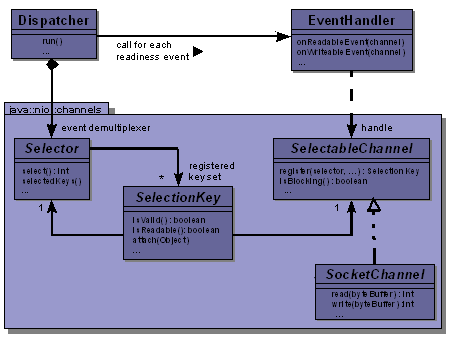 Dispatcher
run()
...
EventHandler
onReadableEvent(channel)
onWriteableEvent(channel)
...
call for each
readiness event
java::nio::channels
event demultiplexer
handle
Selector
select() : int
selectedKeys()
...
registered
key set
*
SelectableChannel
register(selector, ...) : SelectionKey
isBlocking() : boolean
...
SelectionKey
isValid() : boolean
isReadable() : boolean
attach(Object)
...
1
1
SocketChannel
read(byteBuffer) : int
write(byteBuffer) :int
...